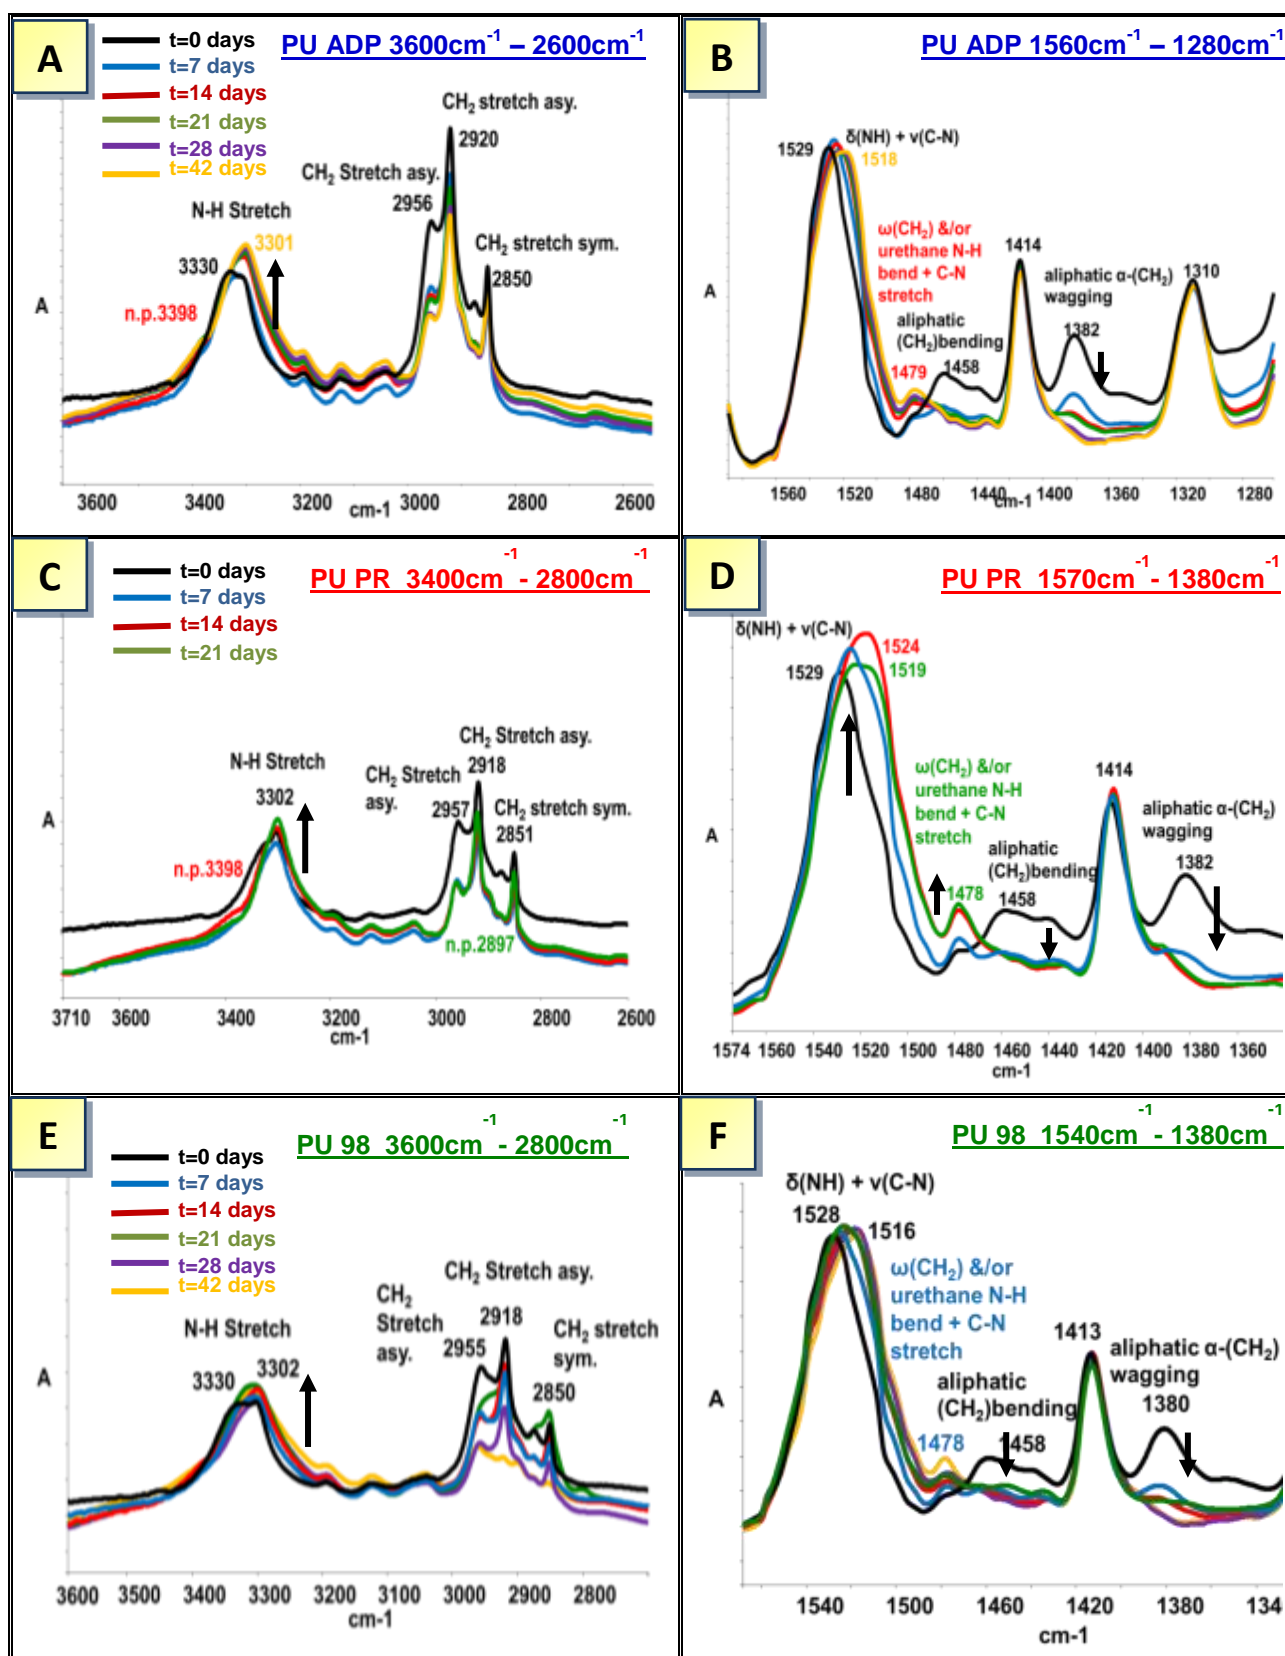 A
t=0 days
t=7 days
t=14 days
t=21 days
t=28 days
t=42 days
PU ADP 3600cm-1 – 2600cm-1
CH2 stretch asy.
2920
CH2 Stretch asy.
2956
N-H Stretch
3301
3330
n.p.3398
CH2 stretch sym.
2850
A
3600
3400
3200
3000
2800
2600
cm-1
B
PU ADP 1560cm-1 – 1280cm-1
δ(NH) + ν(C-N)
1529
1518
ω(CH2) &/or
urethane N-H
bend + C-N
stretch
aliphatic
(CH2)bending
1479
1458
1414
aliphatic α-(CH2)
wagging
1382
1310
A
1560
1520
1480
1440
1400
1360
1320
1280
cm-1
C
t=0 days
t=7 days
t=14 days
t=21 days
PU PR 3400cm-1 - 2800cm-1
N-H Stretch
3302
n.p.3398
CH2 Stretch asy.
2918
CH2 Stretch
asy.
2957
CH2 stretch sym.
2851
n.p.2897
A
3710
3600
3400
3200
3000
2800
2600
cm-1
D
PU PR 1570cm-1 - 1380cm-1
δ(NH) + ν(C-N)
1529
1524
1519
ω(CH2) &/or
urethane N-H
bend + C-N
stretch
1478
aliphatic
(CH2)bending
1458
1414
aliphatic α-(CH2)
wagging
1382
A
1574
1560
1540
1520
1500
1480
1460
1440
1420
1400
1380
1360
cm-1
E
t=0 days
t=7 days
t=14 days
t=21 days
t=28 days
t=42 days
PU 98 3600cm-1 - 2800cm-1
N-H Stretch
3330
3302
CH2 Stretch asy.
2918
CH2
Stretch
asy.
2955
CH2 stretch
sym.
2850
A
3600
3500
3400
3300
3200
3100
3000
2900
2800
cm-1
F
PU 98 1540cm-1 - 1380cm-1
δ(NH) + ν(C-N)
1528
1516
ω(CH2) &/or
urethane N-H
bend + C-N
stretch
aliphatic
(CH2)bending
1478
1458
1413
aliphatic α-(CH2)
wagging
1380
A
1540
1500
1460
1420
1380
134
cm-1